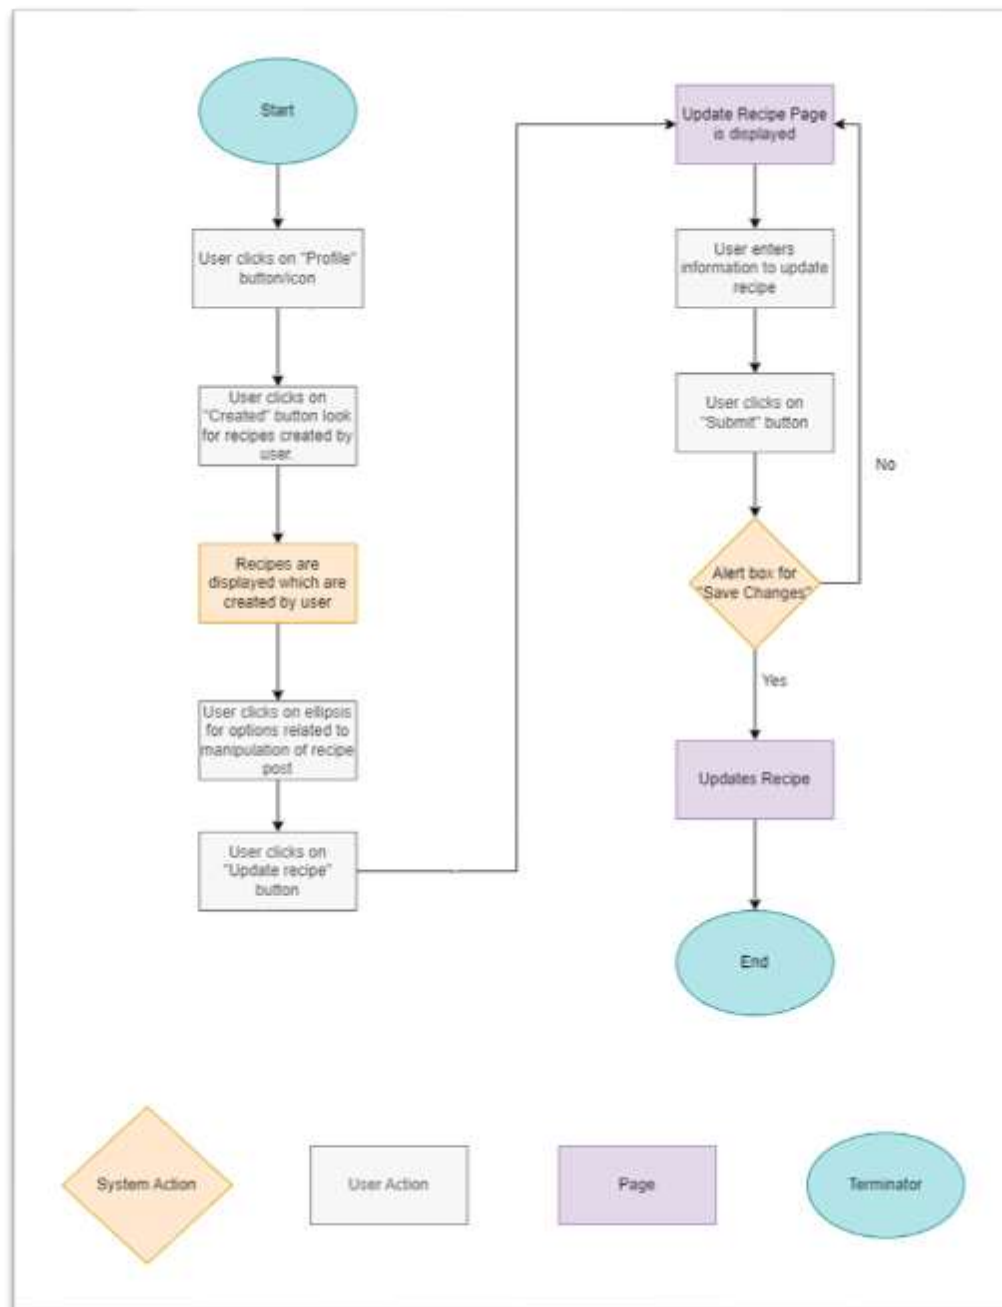 Start
User clicks on "Profile"
button/icon
User clicks on
"Created" button look
for recipes created by
user.
Recipes are
displayed which are
created by user
User clicks on ellipsis
for options related to
manipulation of recipe
post
User clicks on
"Update recipe"
button
Update Recipe Page
is displayed
User enters
information to update
recipe
User clicks on
"Submit" button
No
Alert box for
"Save Changes"
Yes
Updates Recipe
End
System Action
User Action
Page
Terminator